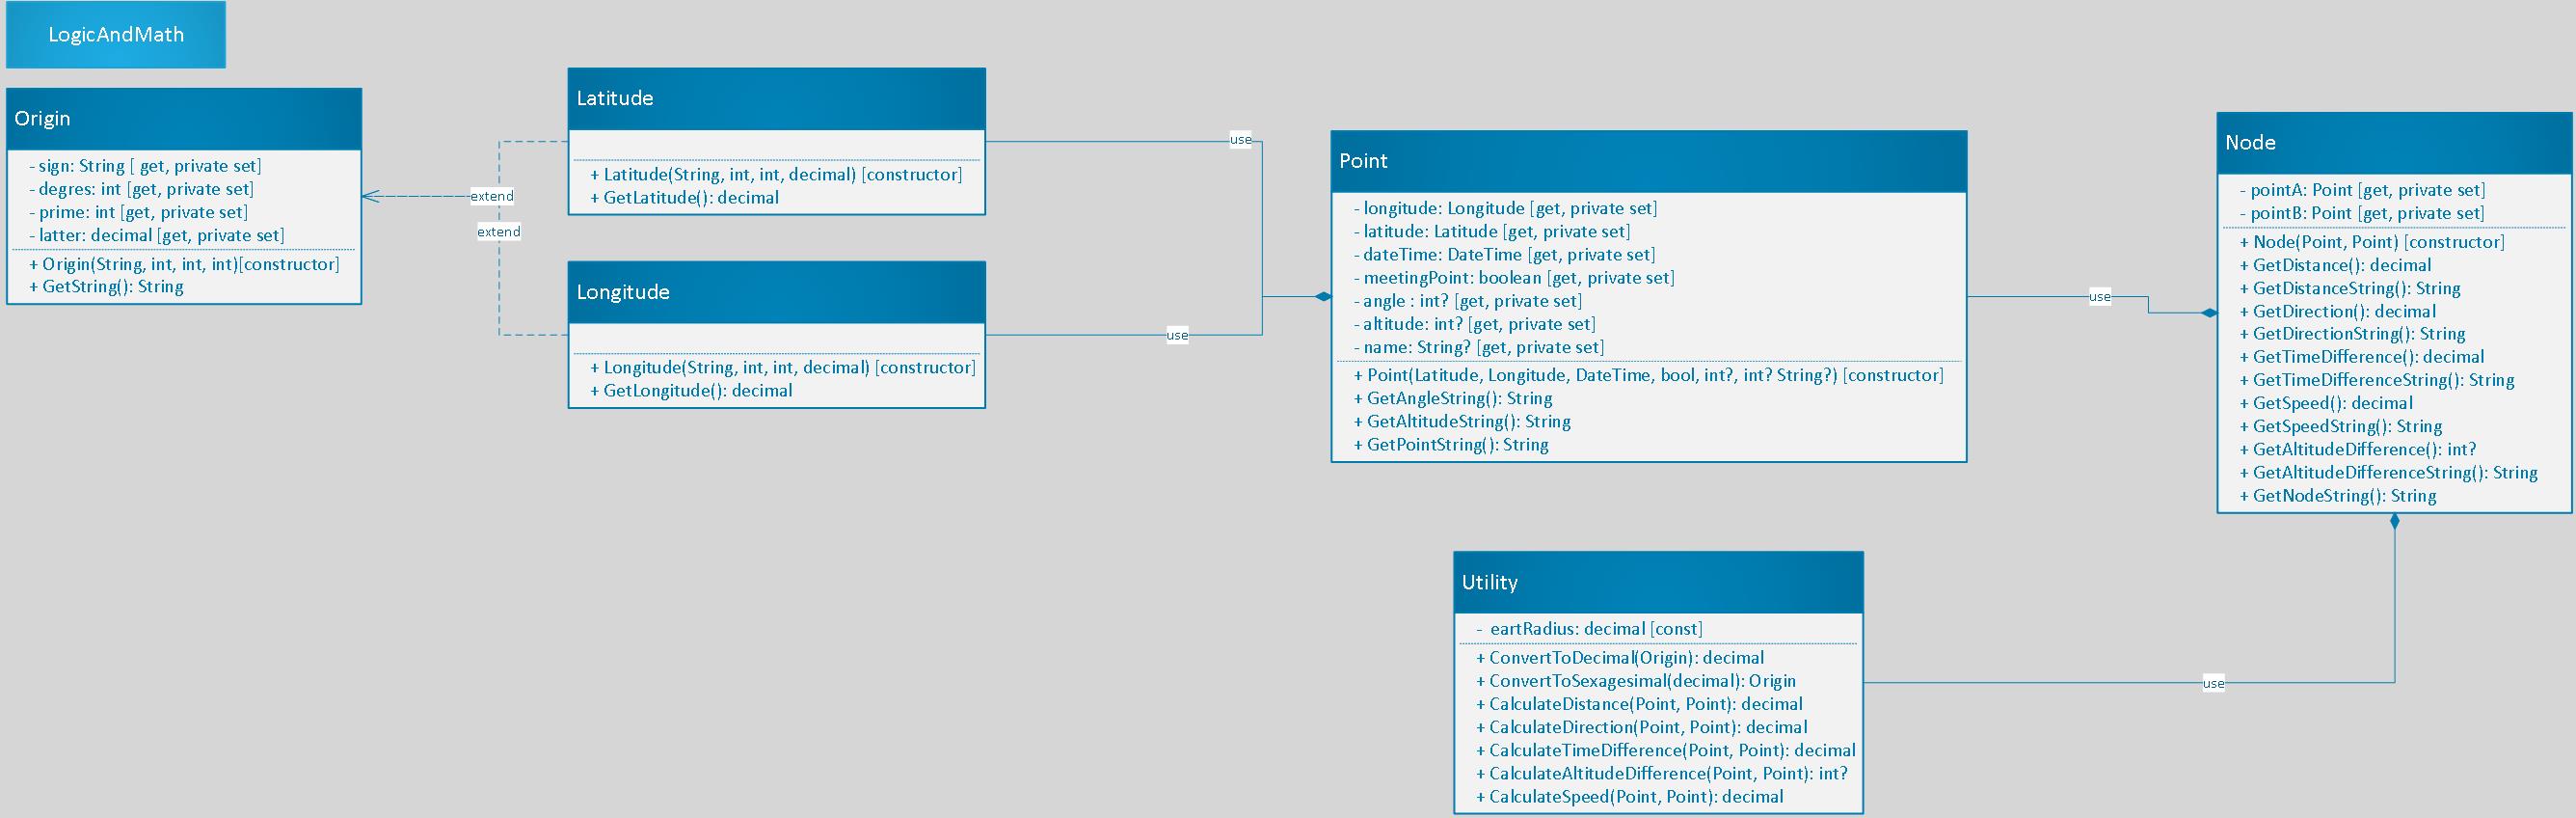 LogicAndMath
Origin
- sign: String [ get, private set]
- degres: int [get, private set]
- prime: int [get, private set]
- latter: decimal [get, private set]
+ Origin(String, int, int, int)[constructor]
+ GetString(): String
extend
extend
Latitude
+ Latitude(String, int, int, decimal) [constructor]
+ GetLatitude(): decimal
Longitude
+ Longitude(String, int, int, decimal) [constructor]
+ GetLongitude(): decimal
use
use
Point
- longitude: Longitude [get, private set]
- latitude: Latitude [get, private set]
- dateTime: DateTime [get, private set]
- meetingPoint: boolean [get, private set]
- angle : int? [get, private set]
- altitude: int? [get, private set]
- name: String? [get, private set]
+ Point(Latitude, Longitude, DateTime, bool, int?, int? String?) [constructor]
+ GetAngleString(): String
+ GetAltitudeString(): String
+ GetPointString(): String
use
Node
- pointA: Point [get, private set]
- pointB: Point [get, private set]
+ Node(Point, Point) [constructor]
+ GetDistance(): decimal
+ GetDistanceString(): String
+ GetDirection(): decimal
+ GetDirectionString(): String
+ GetTimeDifference(): decimal
+ GetTimeDifferenceString(): String
+ GetSpeed(): decimal
+ GetSpeedString(): String
+ GetAltitudeDifference(): int?
+ GetAltitudeDifferenceString(): String
+ GetNodeString(): String
Utility
- eartRadius: decimal [const]
+ ConvertToDecimal(Origin): decimal
+ ConvertToSexagesimal(decimal): Origin
+ CalculateDistance(Point, Point): decimal
+ CalculateDirection(Point, Point): decimal
+ CalculateTimeDifference(Point, Point): decimal
+ CalculateAltitudeDifference(Point, Point): int?
+ CalculateSpeed(Point, Point): decimal
use